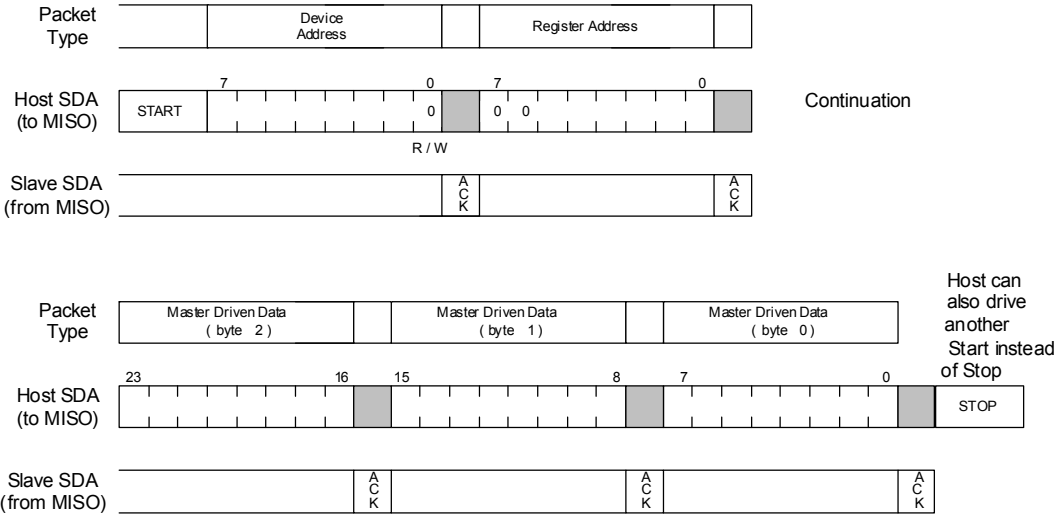 Packet
Type
Device
Address
Register Address
7 0 7 0
Host SDA
(to MISO)
START
0 0 0
Continuation
R / W
Slave SDA
(from MISO)
A
C
K
A
C
K
Host can
also drive
another
Start instead
of Stop
Packet
Type
Master Driven Data
( byte 2 )
Master Driven Data
( byte 1 )
Master Driven Data
( byte 0 )
23 16 15 8 7 0
Host SDA
(to MISO)
STOP
Slave SDA
(from MISO)
A
C
K
A
C
K
A
C
K